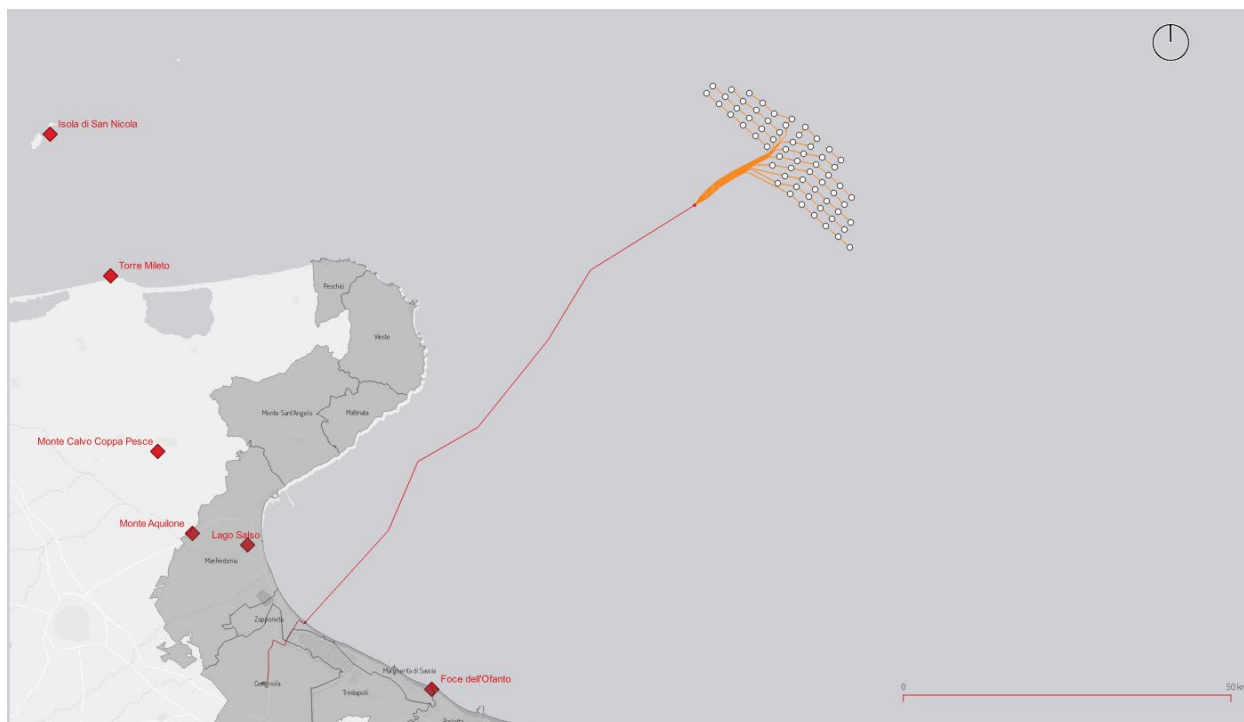 Isola di San Nicola
Torre Mileto
Peschici
Vieste
Monte Sant'Angelo
Mattinata
Monte Calvo Coppa Pesce
Monte Aquilone
Lago Salso
Manfredonia
Zapponeta
Margherita di Savoia
Foce dell'Ofanto
Cerignola
Trinitapoli
0
50 km